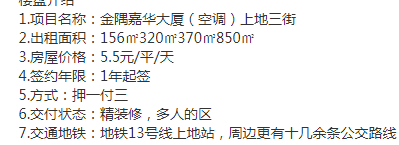 楼盘介绍
1.项目名称：金隅嘉华大厦（空调）上地三街
2.出租面积：156㎡320㎡370㎡850㎡
3.房屋价格：5.5元/平/天
4.签约年限：1年起签
5.方式：押一付三
6.交付状态：精装修，多人的区
7.交通地铁：地铁13号线上地站，周边更有十几余条公交路线